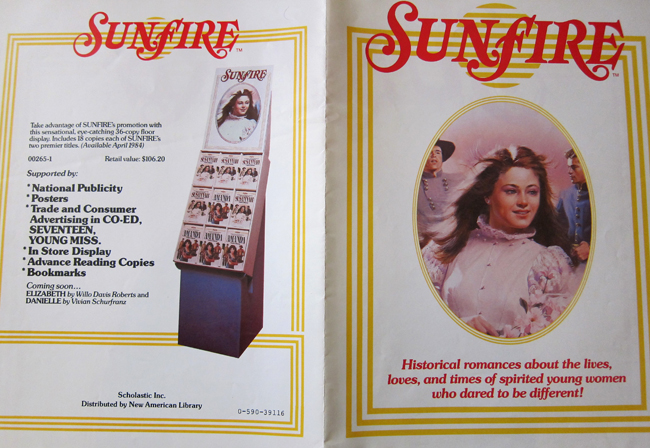 SUNFIRE™
Take advantage of SUNFIRE's promotion with
this sensational, eye-catching 36-copy floor
display. Includes 18 copies each of SUNFIRE's
two premier titles. (Available April 1984)
00265-1 Retail value: $106.20
Supported by:
*National Publicity
*Posters
*Trade and Consumer
Advertising in CO-ED,
SEVENTEEN,
YOUNG MISS.
*In Store Display
*Advance Reading Copies
*Bookmarks
Coming soon...
ELIZABETH by Willo Davis Roberts and
DANIELLE by Vivian Schurfranz
SUNFIRE
Scholastic Inc.
Distributed by New American Library
0-590-39116
SUNFIRE™
Historical romances about the lives,
loves, and times of spirited young women
who dared to be different!